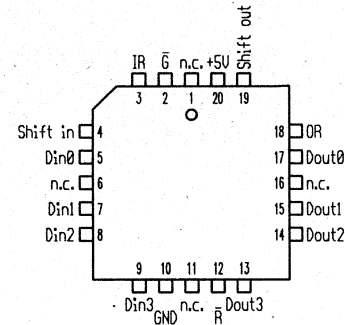 Shift out
IR G̅ n.c. +5V
3 2 1 20 19
Shift in 4 18 OR
Din0 5 17 Dout0
n.c. 6 16 n.c.
Din1 7 15 Dout1
Din2 8 14 Dout2
9 10 11 12 13
Din3 n.c. Dout3
GND R̅